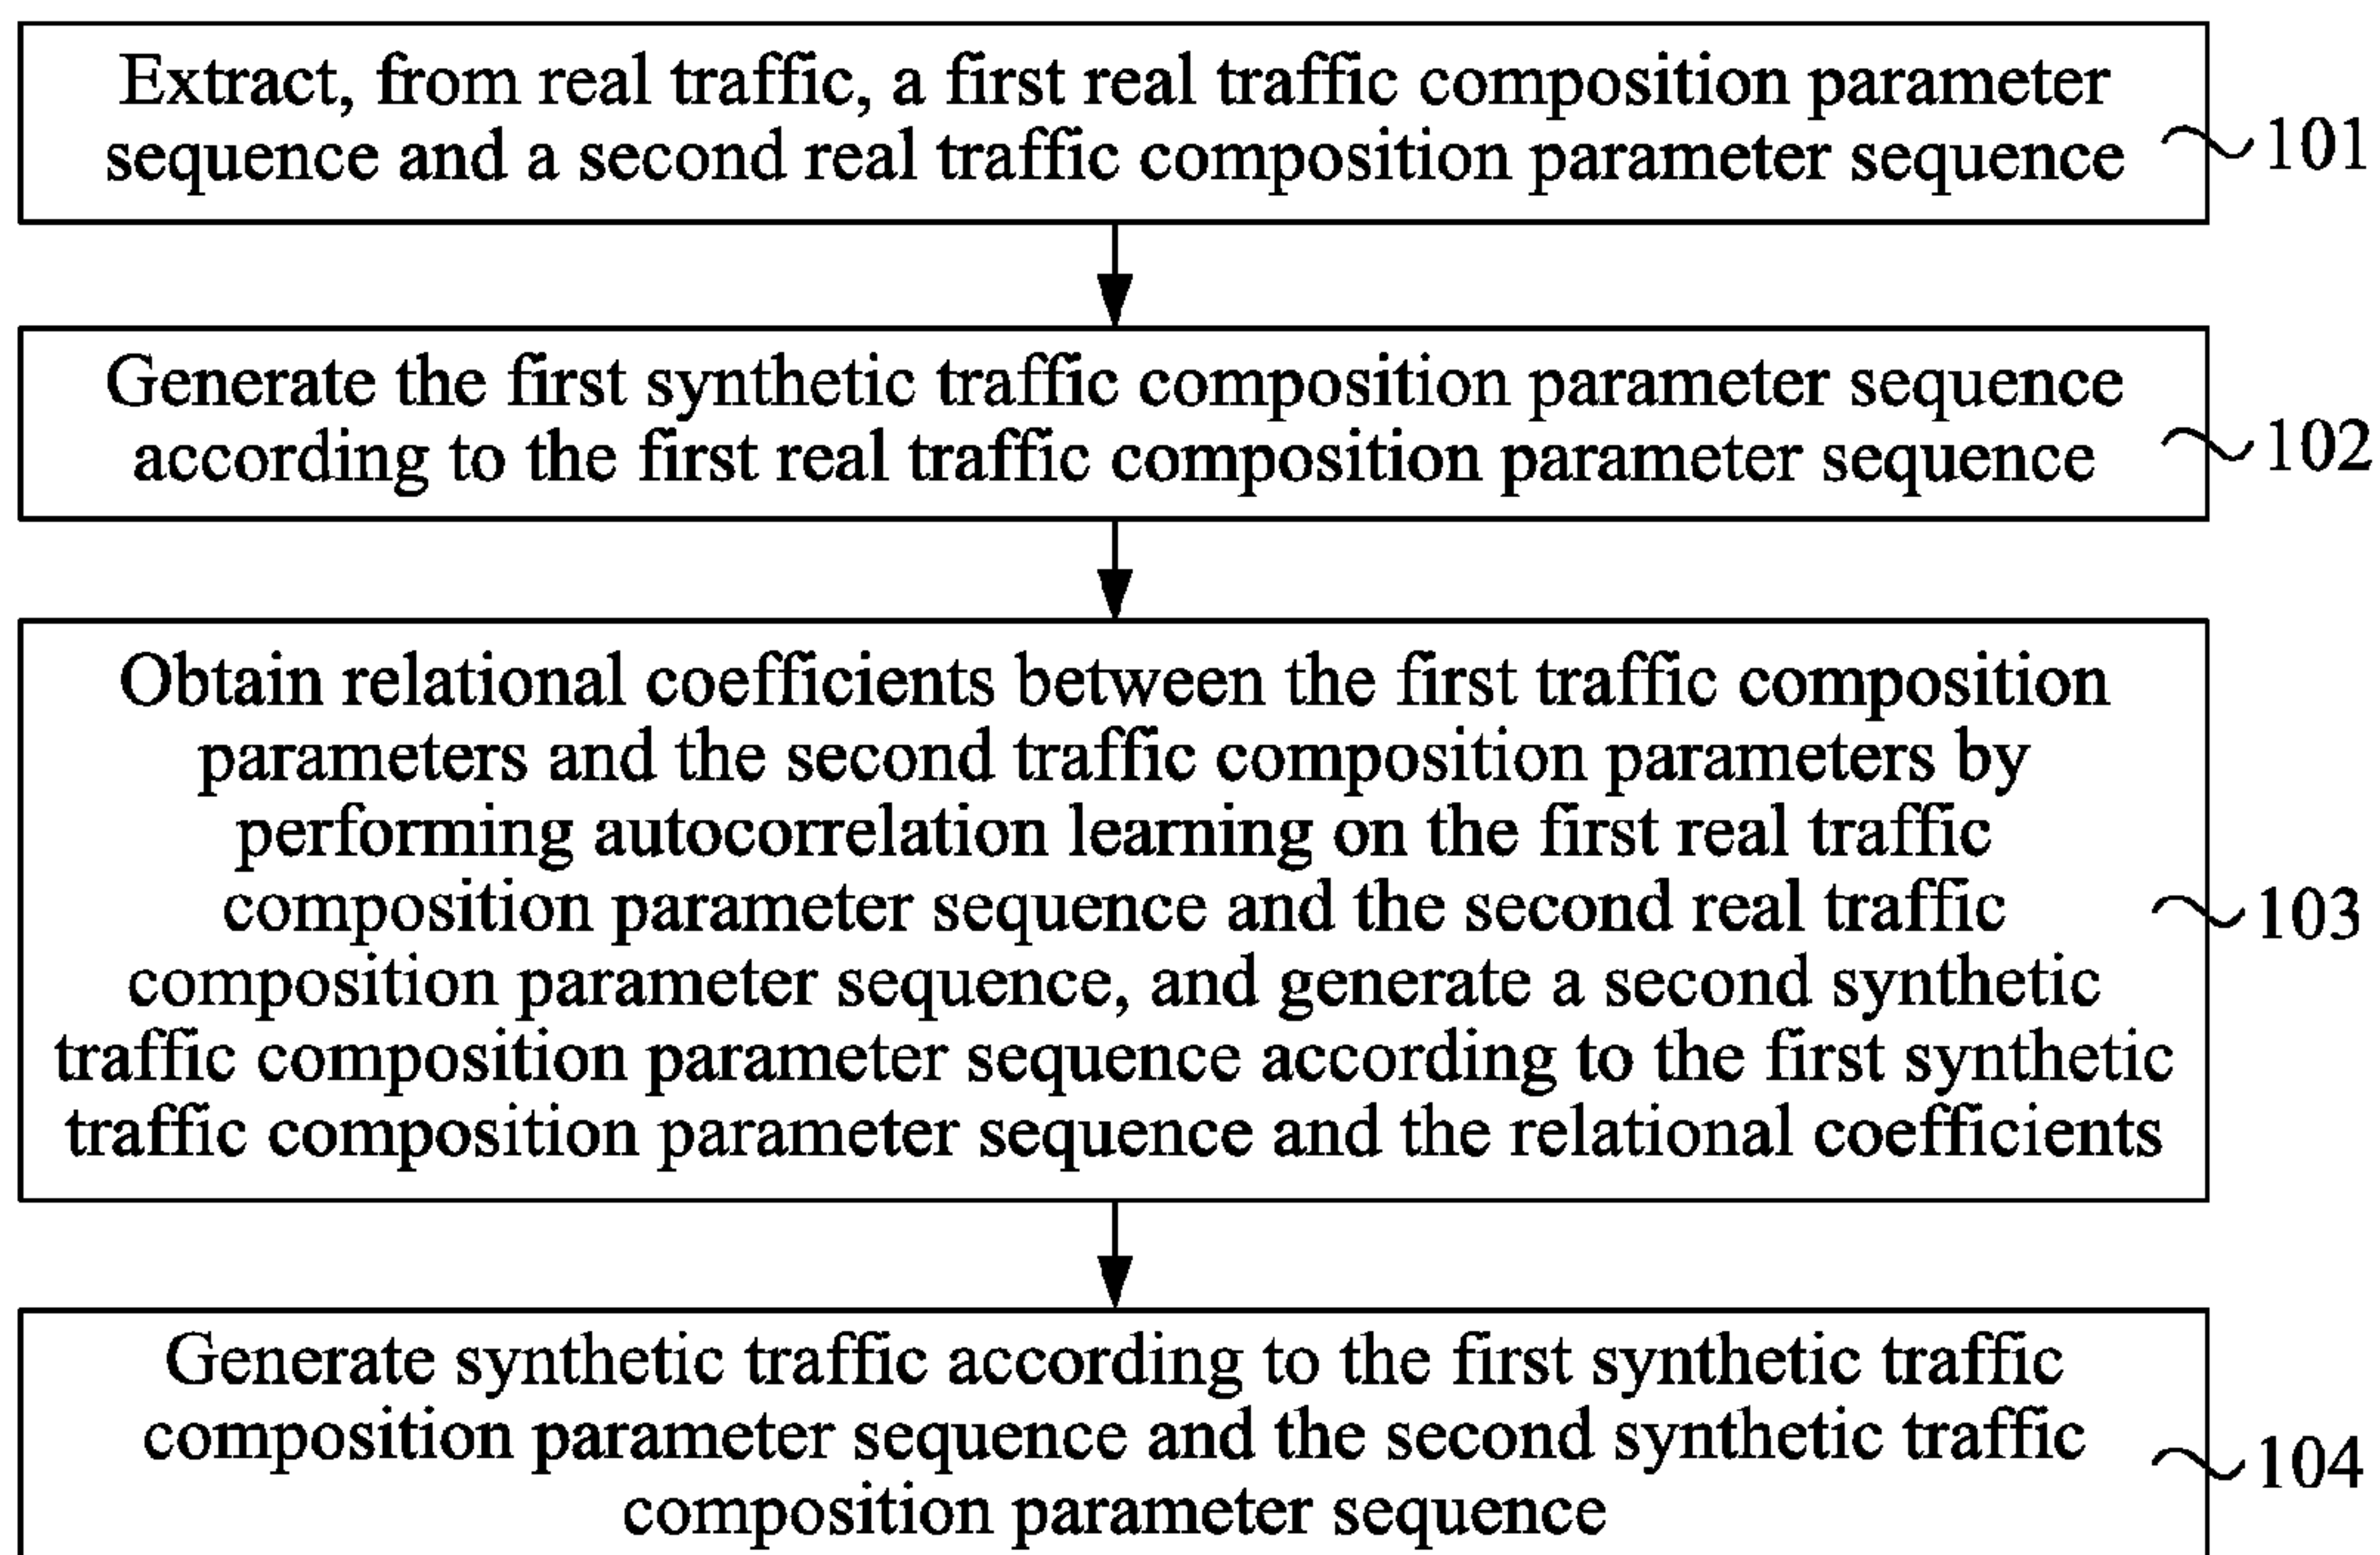 Extract, from real traffic, a first real traffic composition parameter
sequence and a second real traffic composition parameter sequence
101
Generate the first synthetic traffic composition parameter sequence
according to the first real traffic composition parameter sequence
102
Obtain relational coefficients between the first traffic composition
parameters and the second traffic composition parameters by
performing autocorrelation learning on the first real traffic
composition parameter sequence and the second real traffic
composition parameter sequence, and generate a second synthetic
traffic composition parameter sequence according to the first synthetic
traffic composition parameter sequence and the relational coefficients
103
Generate synthetic traffic according to the first synthetic traffic
composition parameter sequence and the second synthetic traffic
composition parameter sequence
104